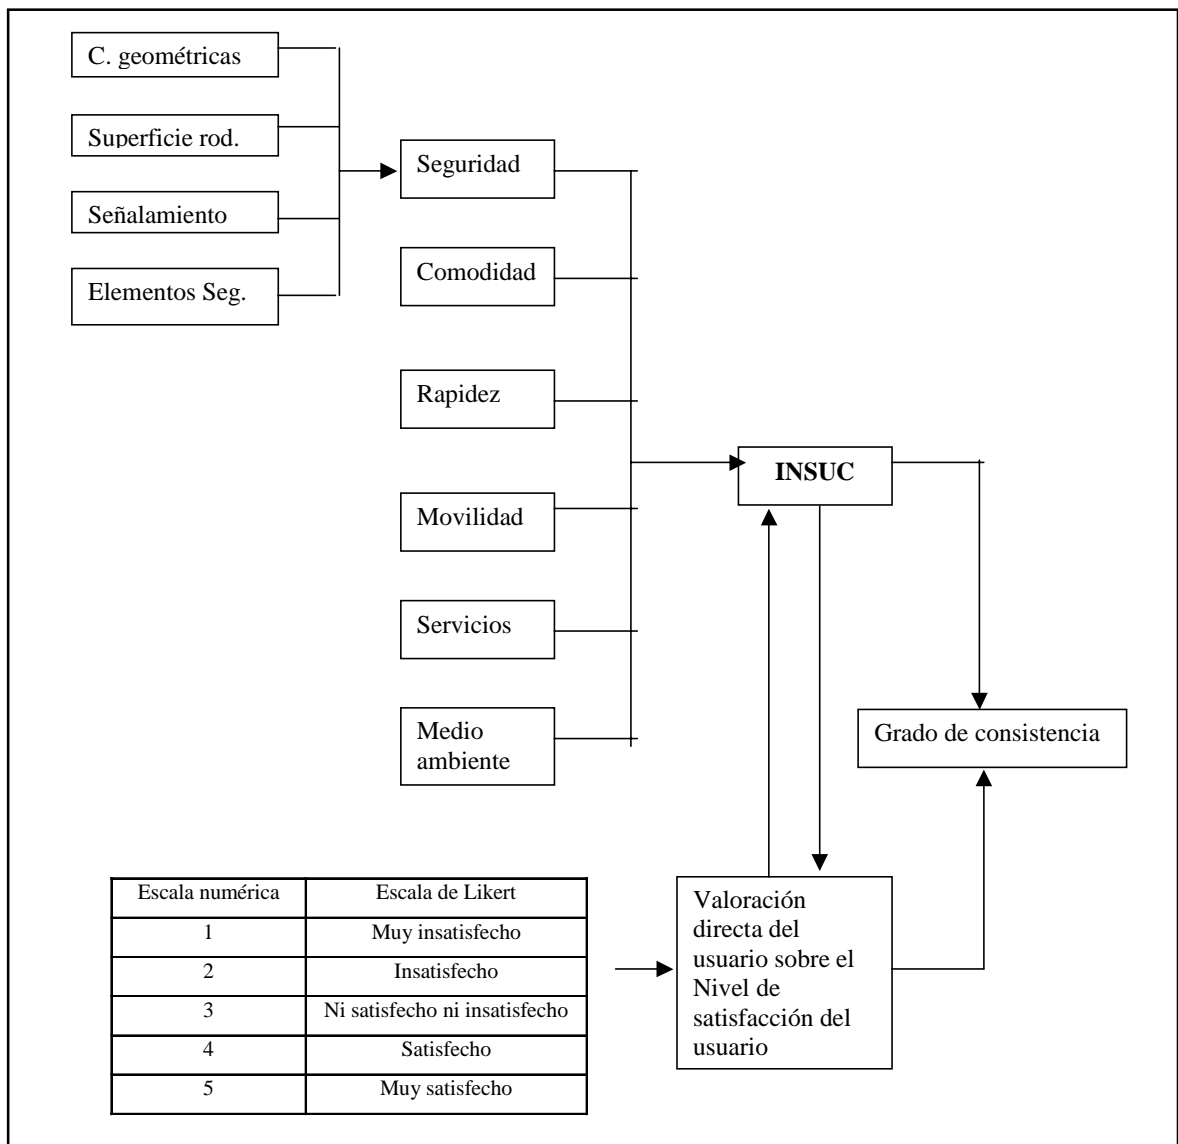 C. geométricas
Superficie rod.
Señalamiento
Elementos Seg.
Seguridad
Comodidad
Rapidez
Movilidad
Servicios
Medio
ambiente
INSUC
Grado de consistencia
Escala numérica Escala de Likert
1 Muy insatisfecho
2 Insatisfecho
3 Ni satisfecho ni insatisfecho
4 Satisfecho
5 Muy satisfecho
Valoración
directa del
usuario sobre el
Nivel de
satisfacción del
usuario